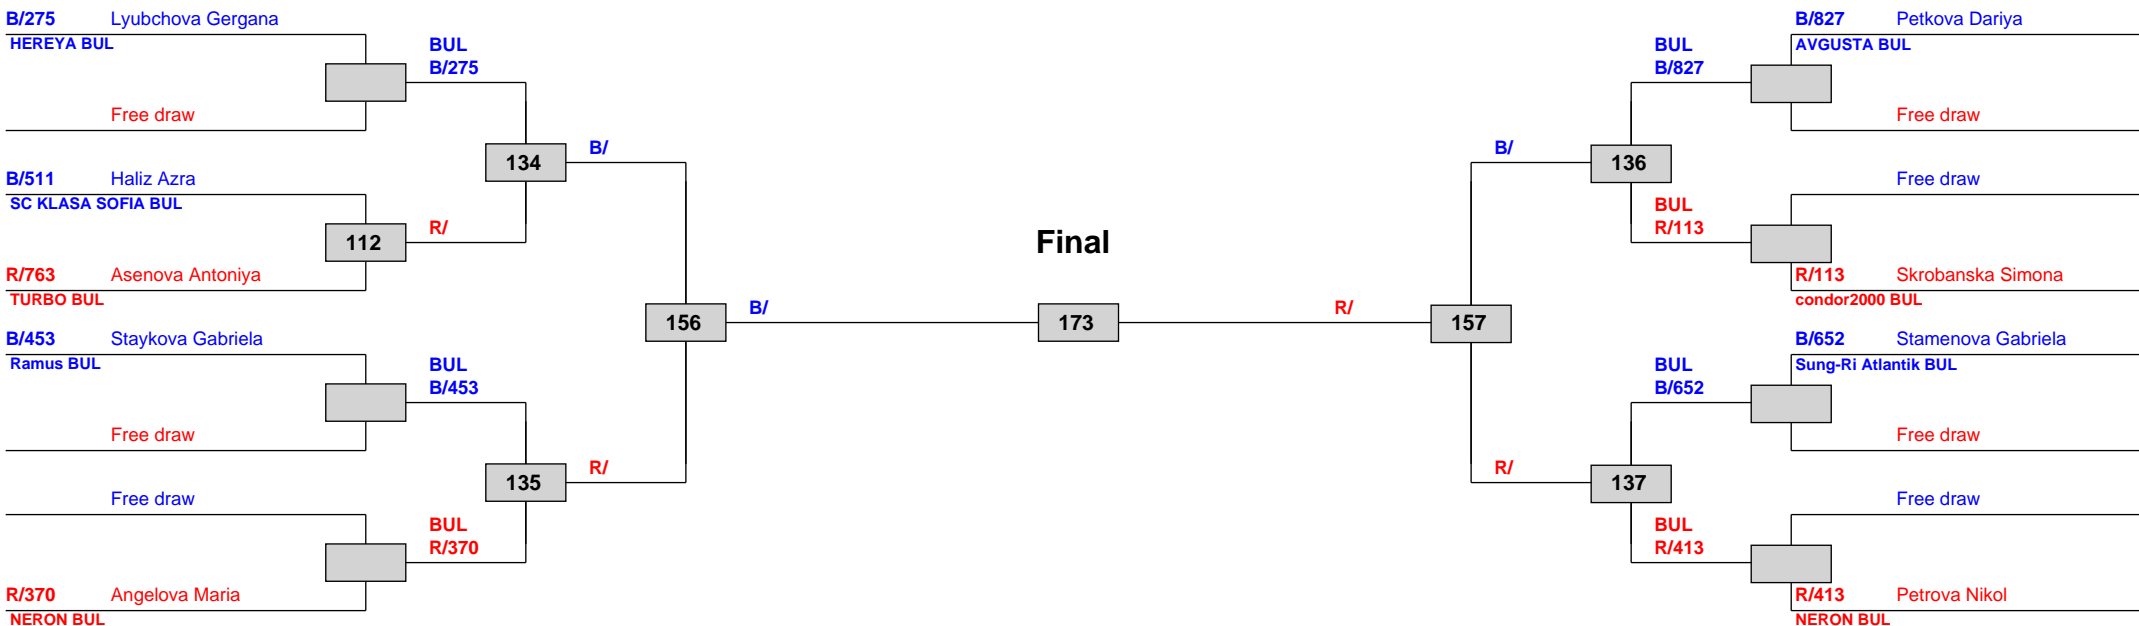 B/275 Lyubchova Gergana
HEREYA BUL
Free draw
B/511 Haliz Azra
SC KLASA SOFIA BUL
R/763 Asenova Antoniya
TURBO BUL
B/453 Staykova Gabriela
Ramus BUL
Free draw
Free draw
R/370 Angelova Maria
NERON BUL
112
BUL
B/275
R/
BUL
B/453
BUL
R/370
134
135
B/
R/
156
B/
Final
173
R/
157
B/
R/
136
137
BUL
B/827
BUL
R/113
BUL
B/652
BUL
R/413
B/827 Petkova Dariya
AVGUSTA BUL
Free draw
Free draw
R/113 Skrobanska Simona
condor2000 BUL
B/652 Stamenova Gabriela
Sung-Ri Atlantik BUL
Free draw
Free draw
R/413 Petrova Nikol
NERON BUL